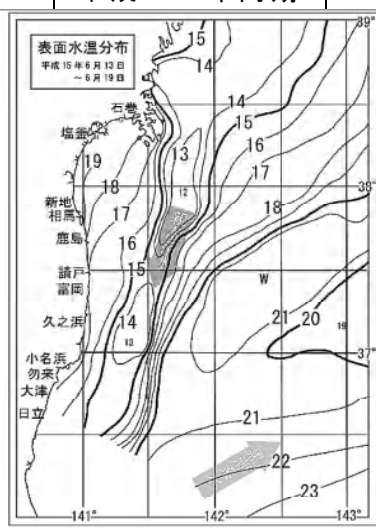 表面水温分布
平成15年6月13日
～6月19日
15
14
39°
石巻
塩釜
14
15
16
17
13
12
19
18
17
16
38°
18
新地
相馬
鹿島
請戸
富岡
久之浜
小名浜
勿来
大津
日立
15
14
13
W
21
20
19
37°
21
22
23
141°
142°
143°